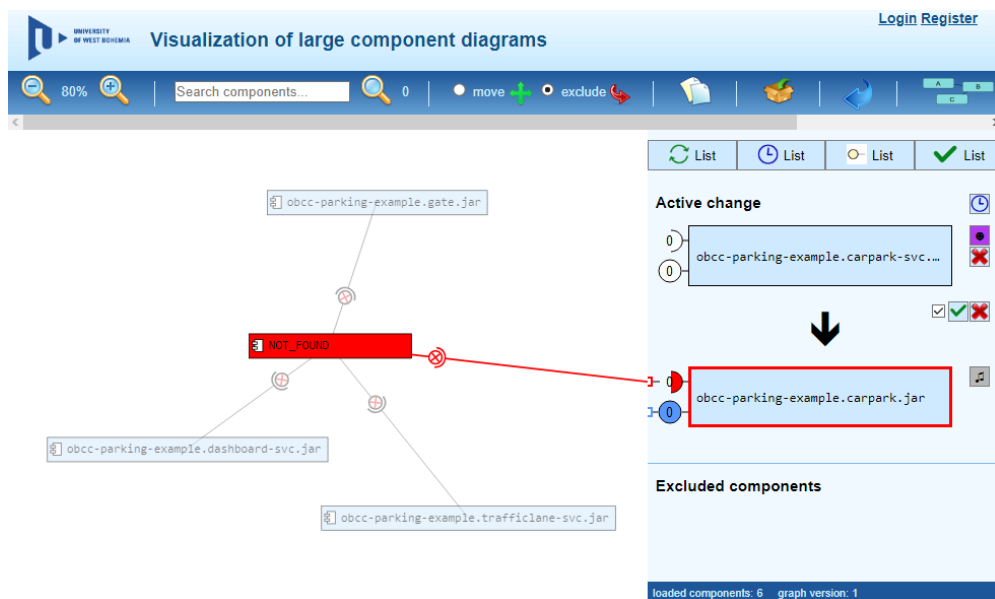 Login Register
UNIVERSITY
OF WEST BOHEMIA
Visualization of large component diagrams
80% Search components... 0 move exclude A B C
List List List List
Active change
obcc-parking-example.gate.jar
0
obcc-parking-example.carpark-svc....
0
NOT_FOUND
0
obcc-parking-example.carpark.jar
0
obcc-parking-example.dashboard-svc.jar
Excluded components
obcc-parking-example.trafficlane-svc.jar
loaded components: 6 graph version: 1